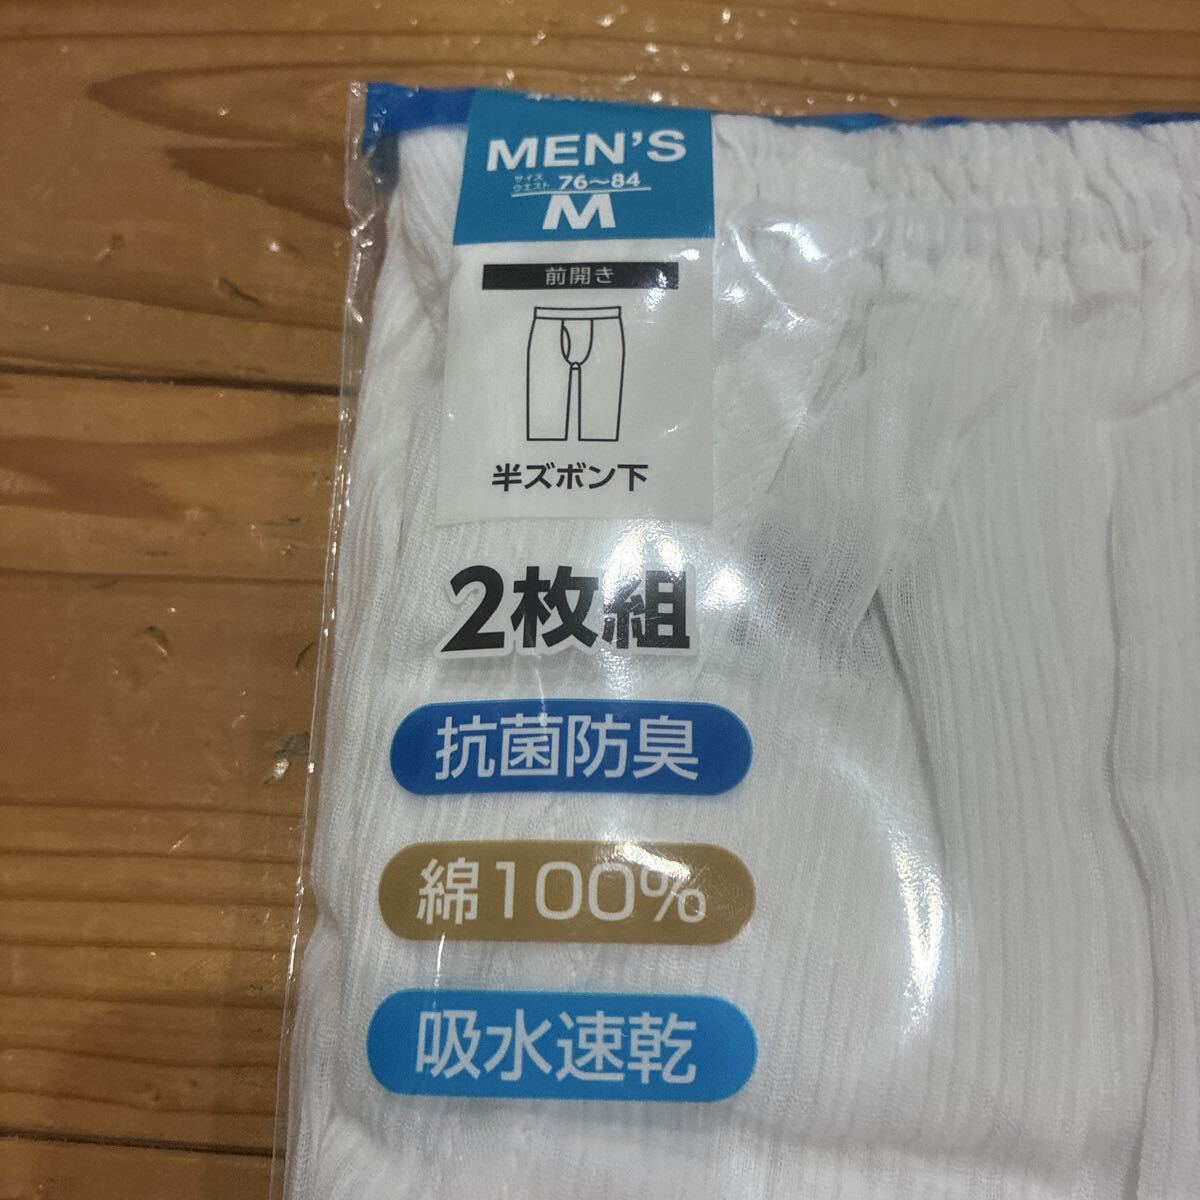 MEN'S
サイズ
ウエスト 76～84
M
前開き
半ズボン下
2枚組
抗菌防臭
綿100%
吸水速乾